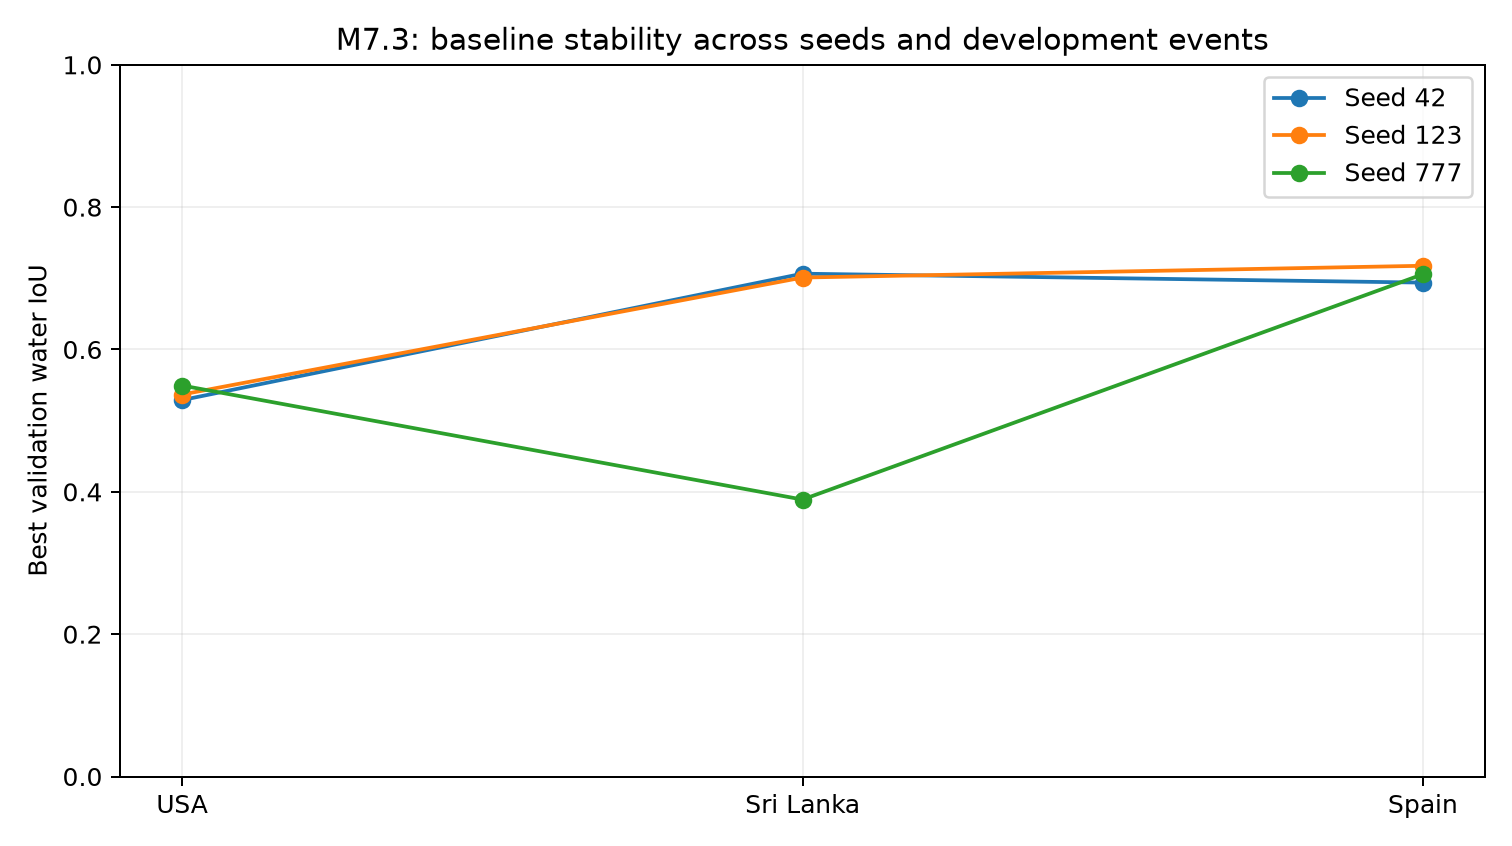 M7.3: baseline stability across seeds and development events
Best validation water IoU
1.0
0.8
0.6
0.4
0.2
0.0
Seed 42
Seed 123
Seed 777
USA
Sri Lanka
Spain